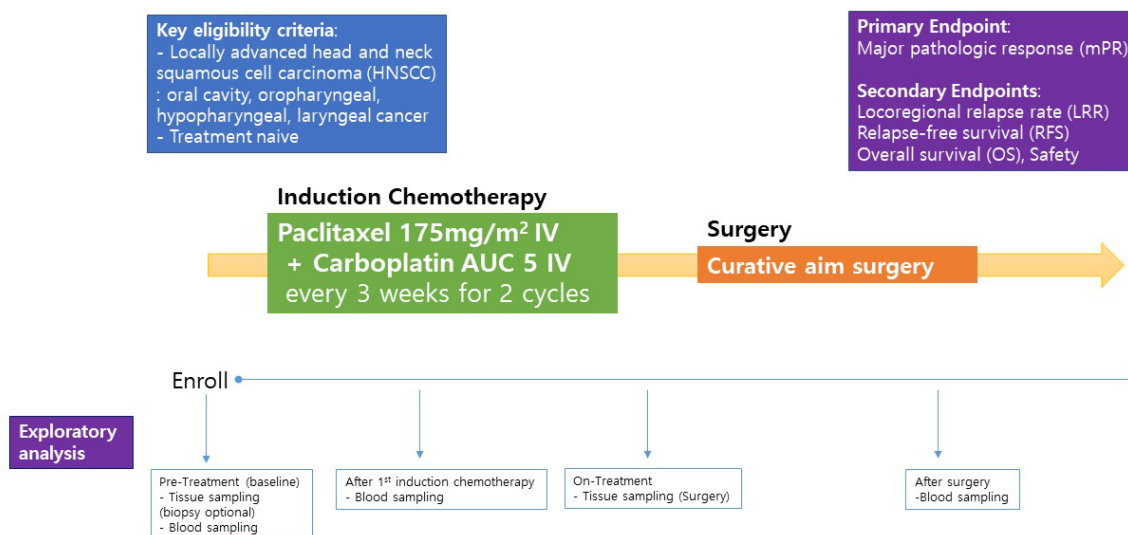 Key eligibility criteria:
- Locally advanced head and neck
squamous cell carcinoma (HNSCC)
: oral cavity, oropharyngeal,
hypopharyngeal, laryngeal cancer
- Treatment naive
Primary Endpoint:
Major pathologic response (mPR)
Secondary Endpoints:
Locoregional relapse rate (LRR)
Relapse-free survival (RFS)
Overall survival (OS), Safety
Induction Chemotherapy
Paclitaxel 175mg/m² IV
+ Carboplatin AUC 5 IV
every 3 weeks for 2 cycles
Surgery
Curative aim surgery
Enroll
Exploratory
analysis
Pre-Treatment (baseline)
- Tissue sampling
(biopsy optional)
- Blood sampling
After 1st induction chemotherapy
- Blood sampling
On-Treatment
- Tissue sampling (Surgery)
After surgery
-Blood sampling